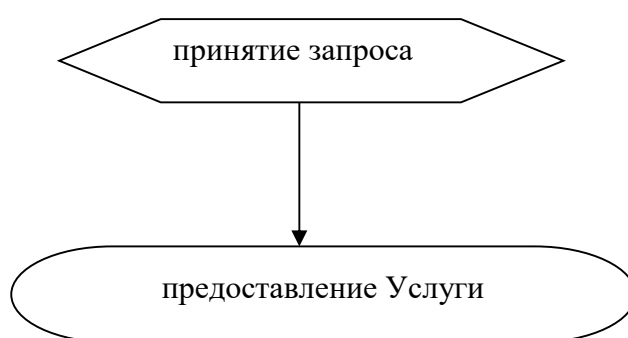 принятие запроса
предоставление Услуги